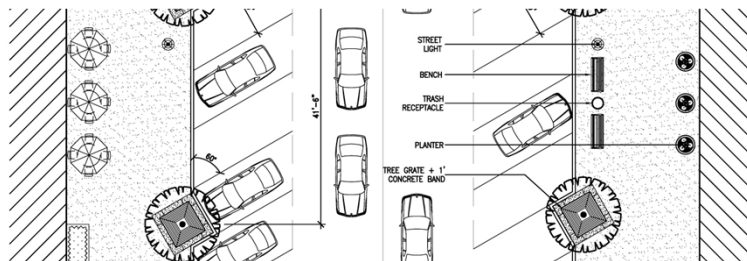 STREET
LIGHT
BENCH
TRASH
RECEPTACLE
41'-6"
PLANTER
60°
TREE GRATE + 1'
CONCRETE BAND